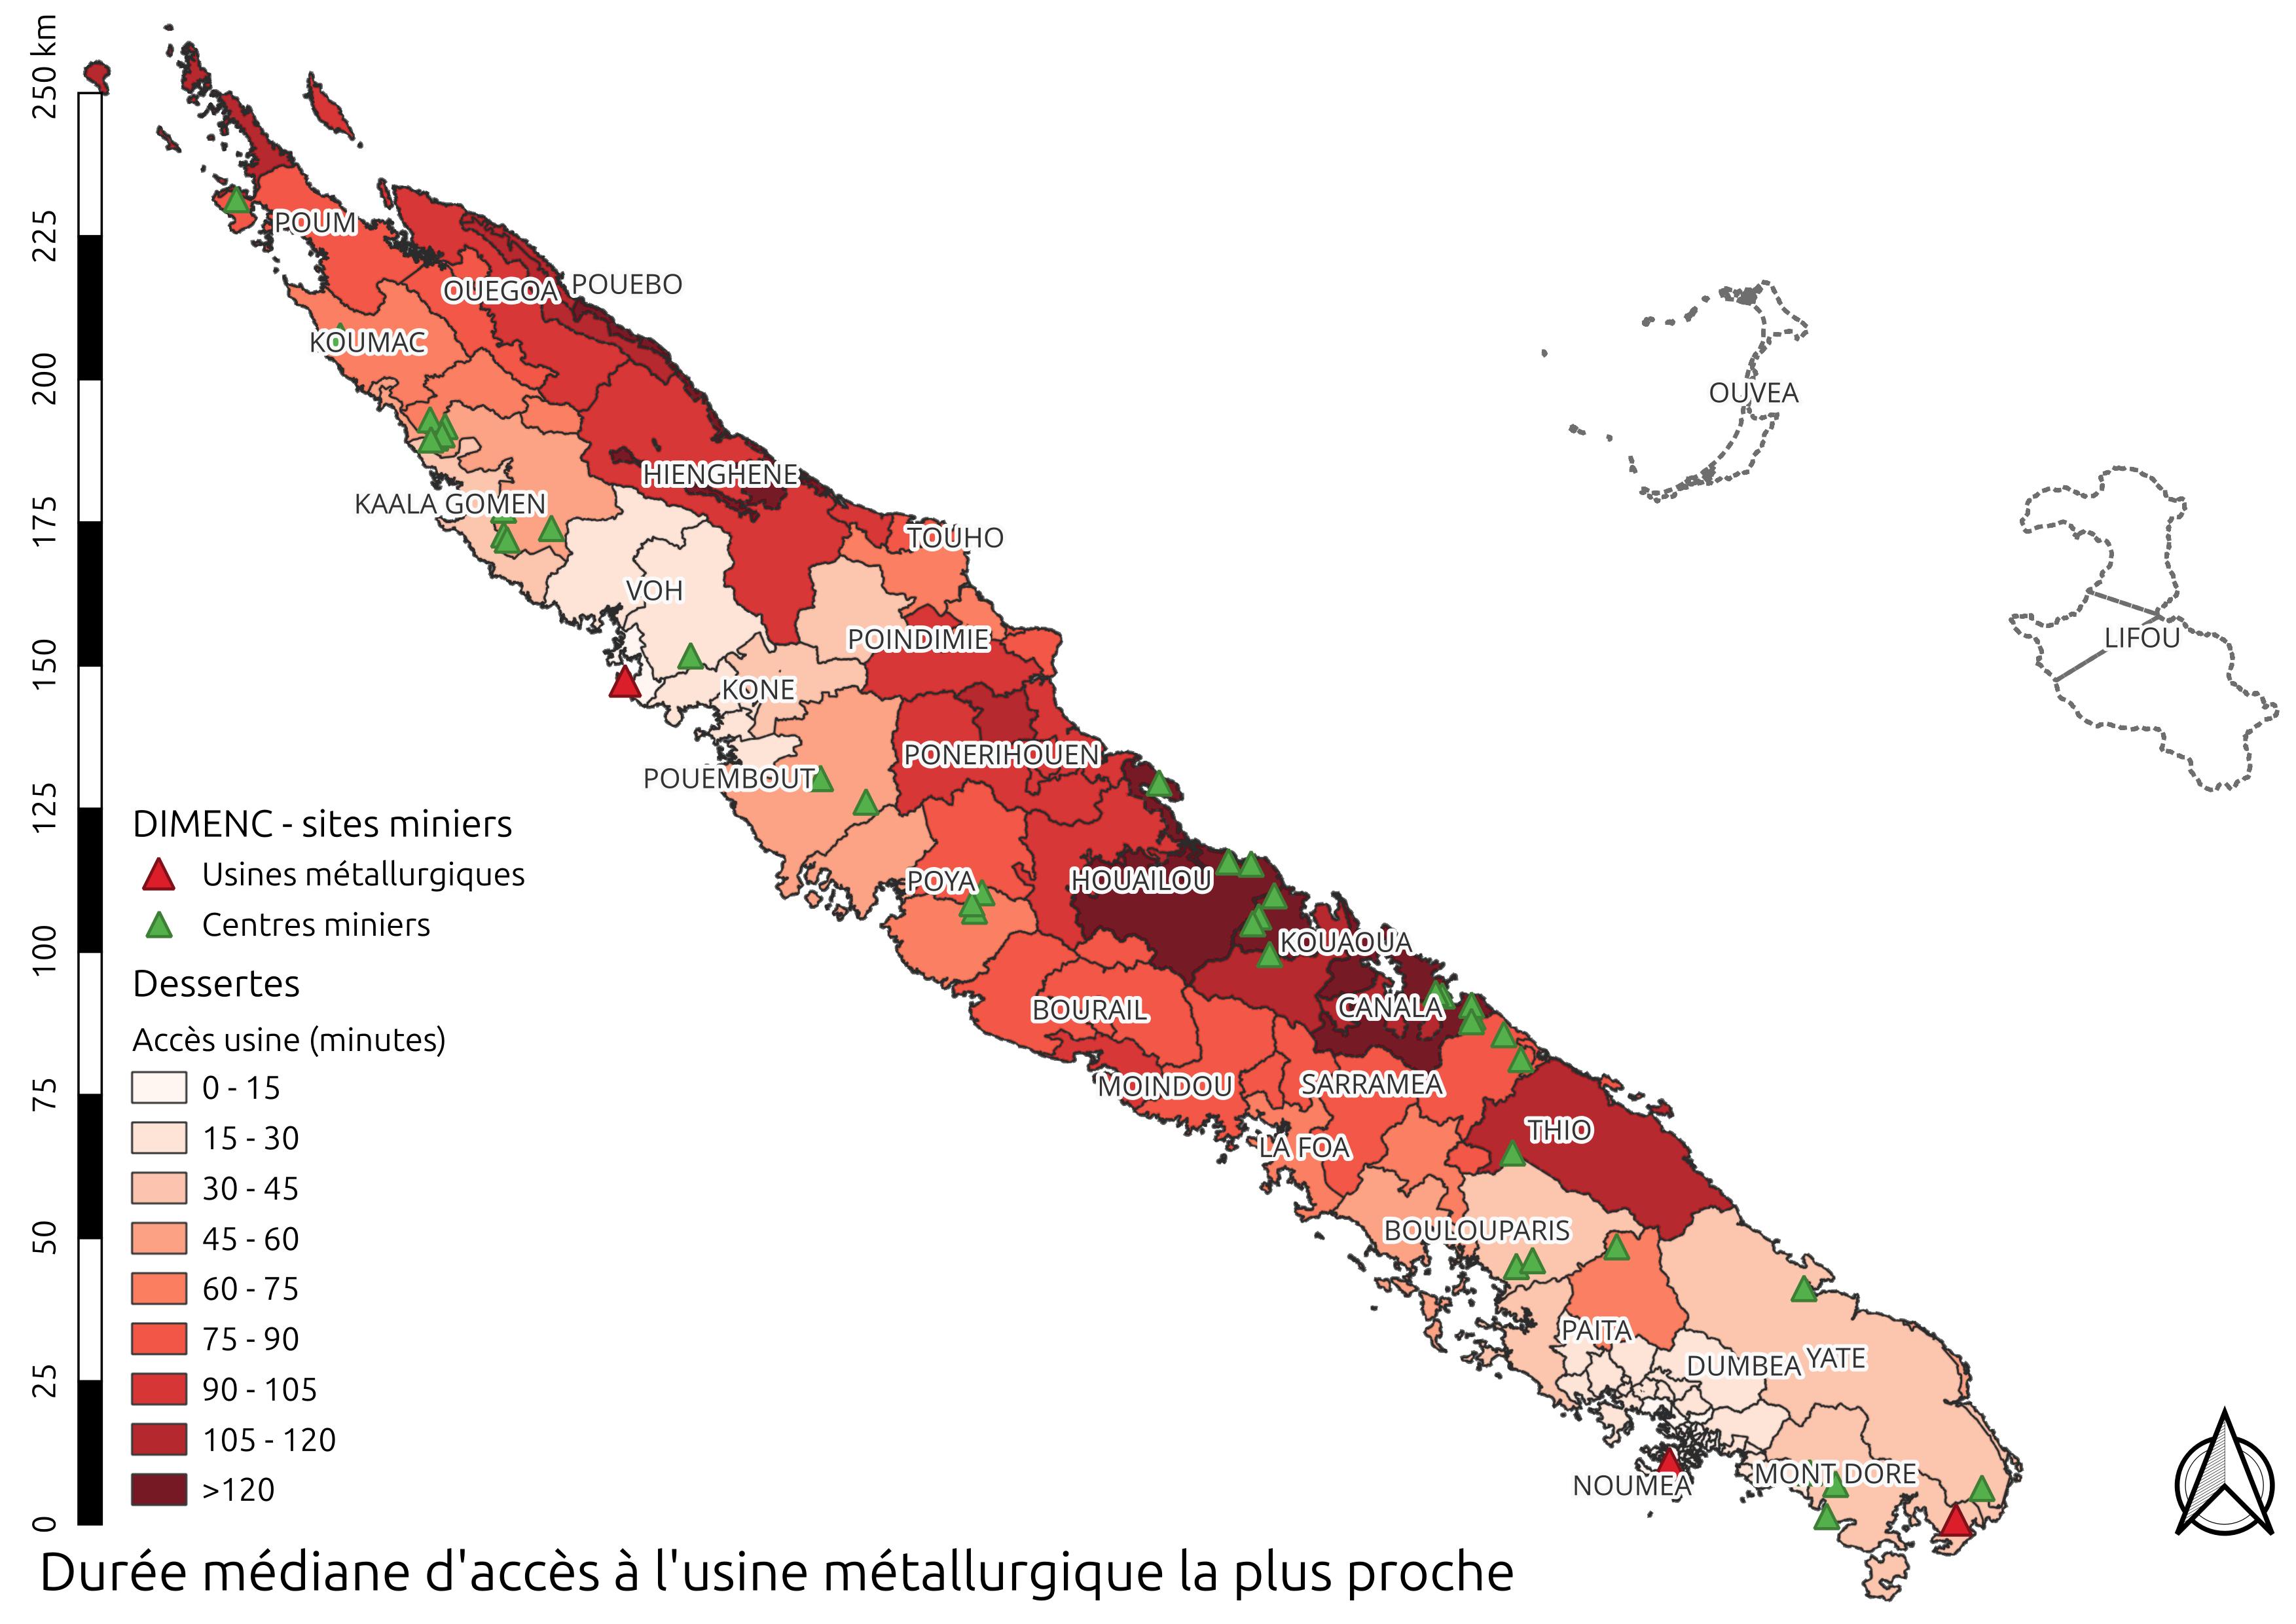 250 km
225
200
175
150
125
100
75
50
25
0
POUM
OUEGOA
POUEBO
KOUMAC
OUVEA
HIENGHENE
KAALA GOMEN
TOUHO
VOH
POINDIMIE
LIFOU
KONE
PONERIHOUEN
POUEMBOUT
POYA
HOUAILOU
KOUAOUA
BOURAIL
CANALA
MOINDOU
SARRAMEA
THIO
LA FOA
BOULOUPARIS
PAITA
DUMBEA
YATE
MONT DORE
NOUMEA
DIMENC - sites miniers
Usines métallurgiques
Centres miniers
Dessertes
Accès usine (minutes)
0 - 15
15 - 30
30 - 45
45 - 60
60 - 75
75 - 90
90 - 105
105 - 120
>120
Durée médiane d'accès à l'usine métallurgique la plus proche